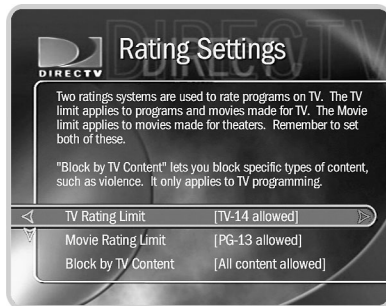 DIRECTV
Rating Settings
DIRECTV
Two ratings systems are used to rate programs on TV. The TV
limit applies to programs and movies made for TV. The Movie
limit applies to movies made for theaters. Remember to set
both of these.
"Block by TV Content" lets you block specific types of content,
such as violence. It only applies to TV programming.
TV Rating Limit [TV-14 allowed]
Movie Rating Limit [PG-13 allowed]
Block by TV Content [All content allowed]